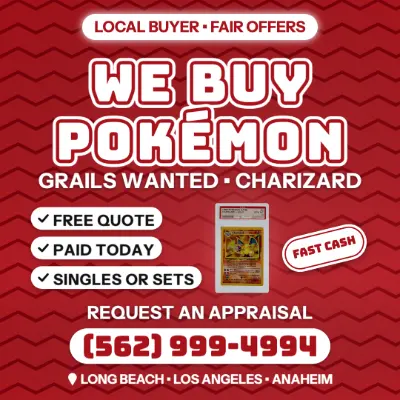 LOCAL BUYER • FAIR OFFERS
WE BUY
POKÉMON
GRAILS WANTED • CHARIZARD
FREE QUOTE
PAID TODAY
SINGLES OR SETS
FAST CASH
REQUEST AN APPRAISAL
(562) 999-4994
LONG BEACH • LOS ANGELES • ANAHEIM